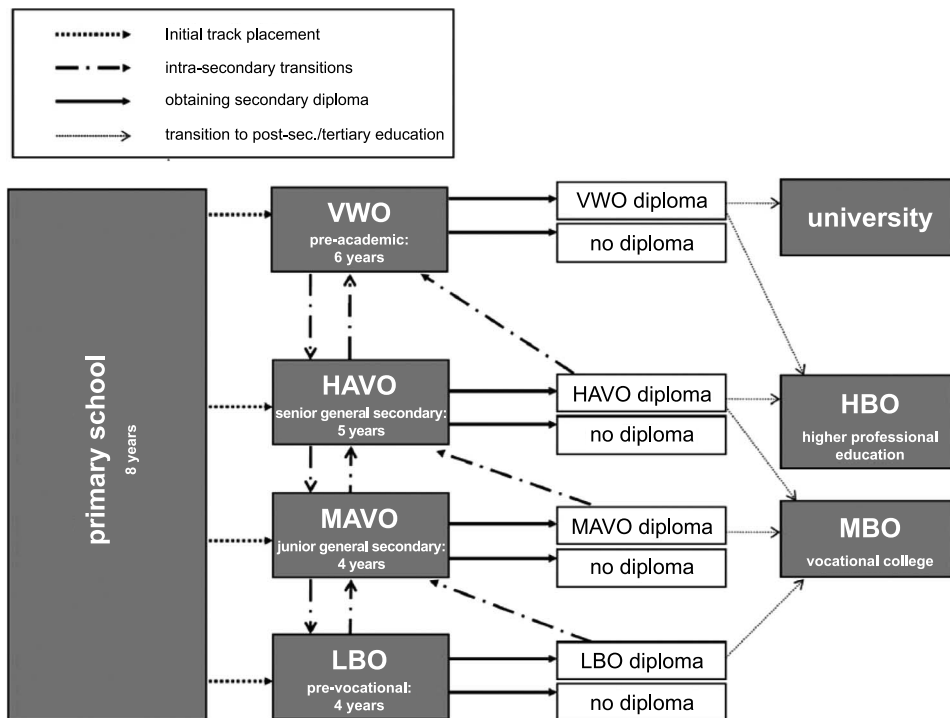 Initial track placement
intra-secondary transitions
obtaining secondary diploma
transition to post-sec./tertiary education
primary school
8 years
VWO
pre-academic:
6 years
VWO diploma
no diploma
university
HAVO
senior general secondary:
5 years
HAVO diploma
no diploma
HBO
higher professional
education
MAVO
junior general secondary:
4 years
MAVO diploma
no diploma
MBO
vocational college
LBO
pre-vocational:
4 years
LBO diploma
no diploma